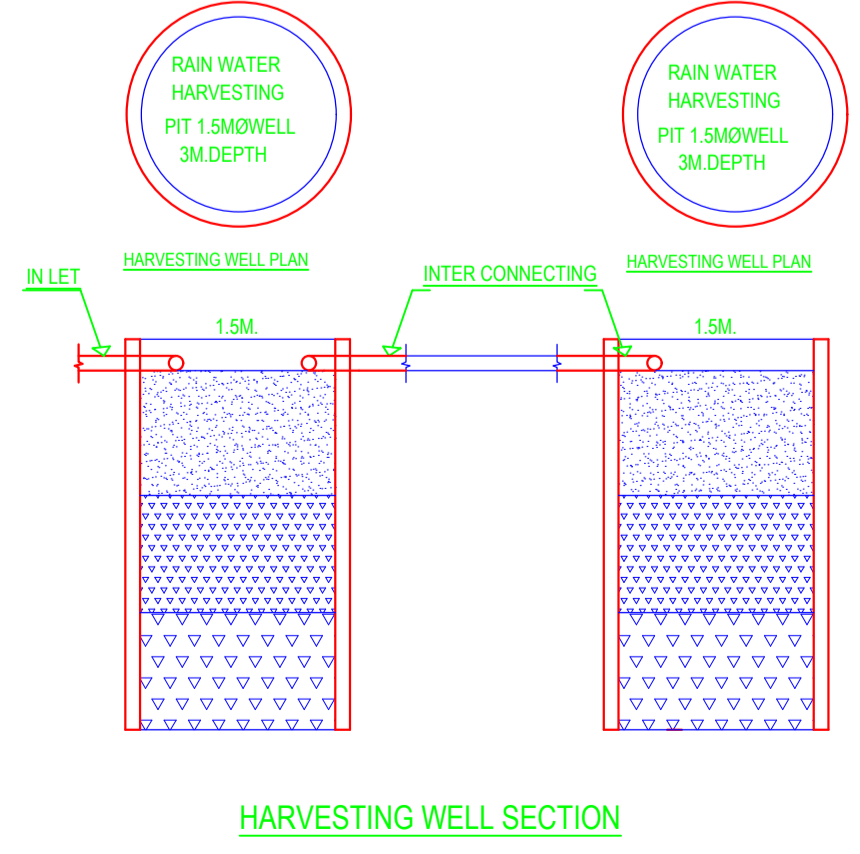 RAIN WATER
HARVESTING
PIT 1.5MØWELL
3M.DEPTH
RAIN WATER
HARVESTING
PIT 1.5MØWELL
3M.DEPTH
HARVESTING WELL PLAN
HARVESTING WELL PLAN
IN LET
INTER CONNECTING
1.5M.
1.5M.
HARVESTING WELL SECTION